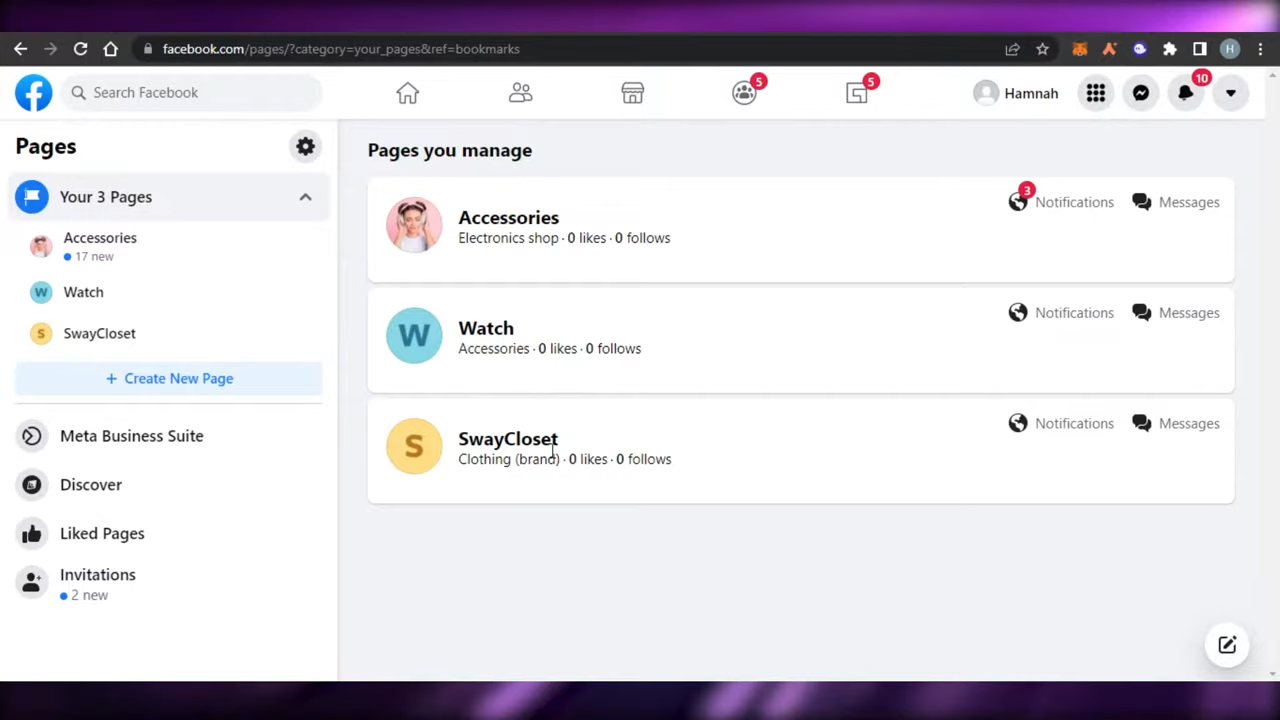 facebook.com/pages/?category=your_pages&ref=bookmarks
H
Search Facebook
5
5
Hamnah
10
Pages
Your 3 Pages
Accessories
17 new
W
Watch
S
SwayCloset
+ Create New Page
Meta Business Suite
Discover
Liked Pages
Invitations
2 new
Pages you manage
Accessories
Electronics shop · 0 likes · 0 follows
3
Notifications
Messages
W
Watch
Accessories · 0 likes · 0 follows
Notifications
Messages
S
SwayCloset
Clothing (brand) · 0 likes · 0 follows
Notifications
Messages